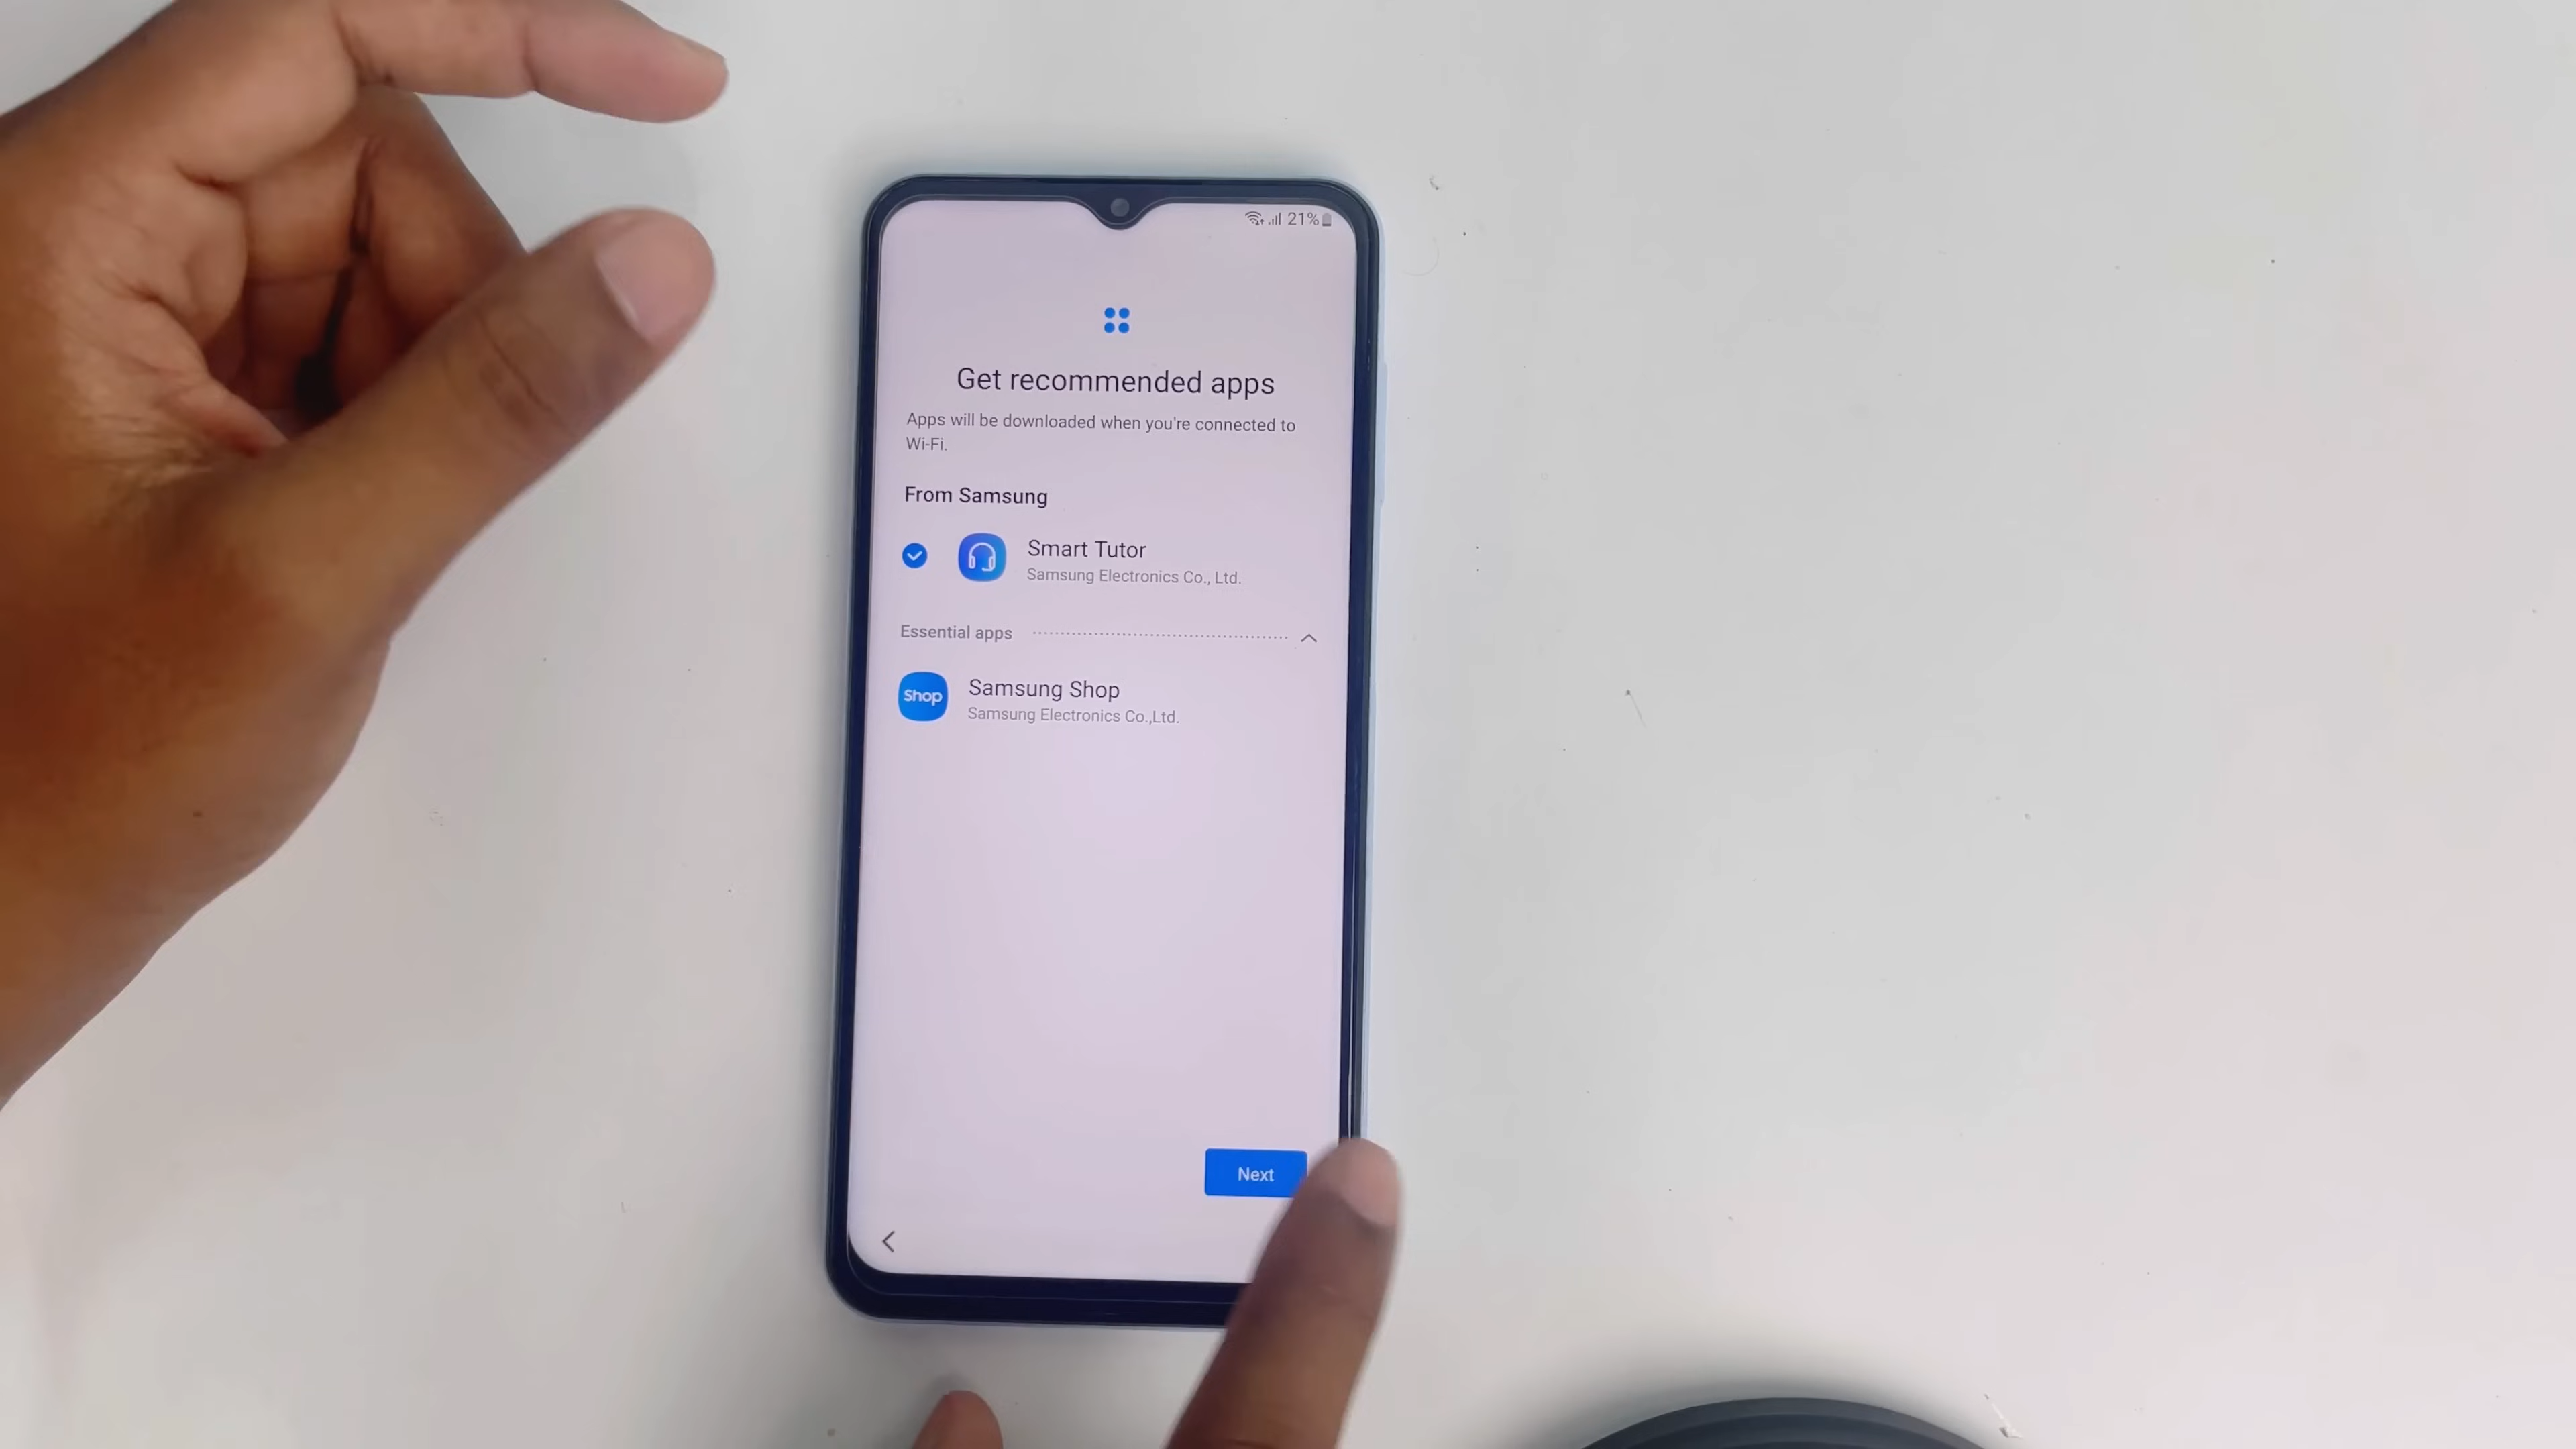 21%
Get recommended apps
Apps will be downloaded when you're connected to
Wi-Fi.
From Samsung
Smart Tutor
Samsung Electronics Co., Ltd.
Essential apps
Shop
Samsung Shop
Samsung Electronics Co.,Ltd.
Next